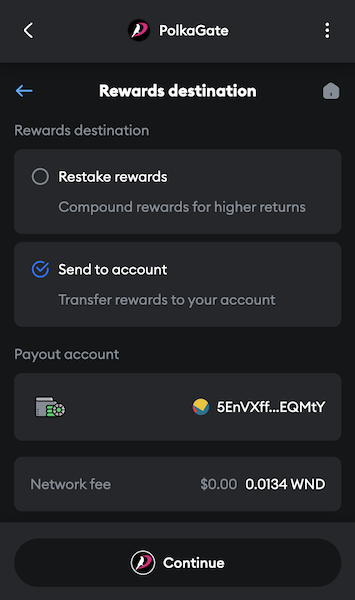 PolkaGate
Rewards destination
Rewards destination
Restake rewards
Compound rewards for higher returns
Send to account
Transfer rewards to your account
Payout account
5EnVXff...EQMtY
Network fee $0.00 0.0134 WND
Continue